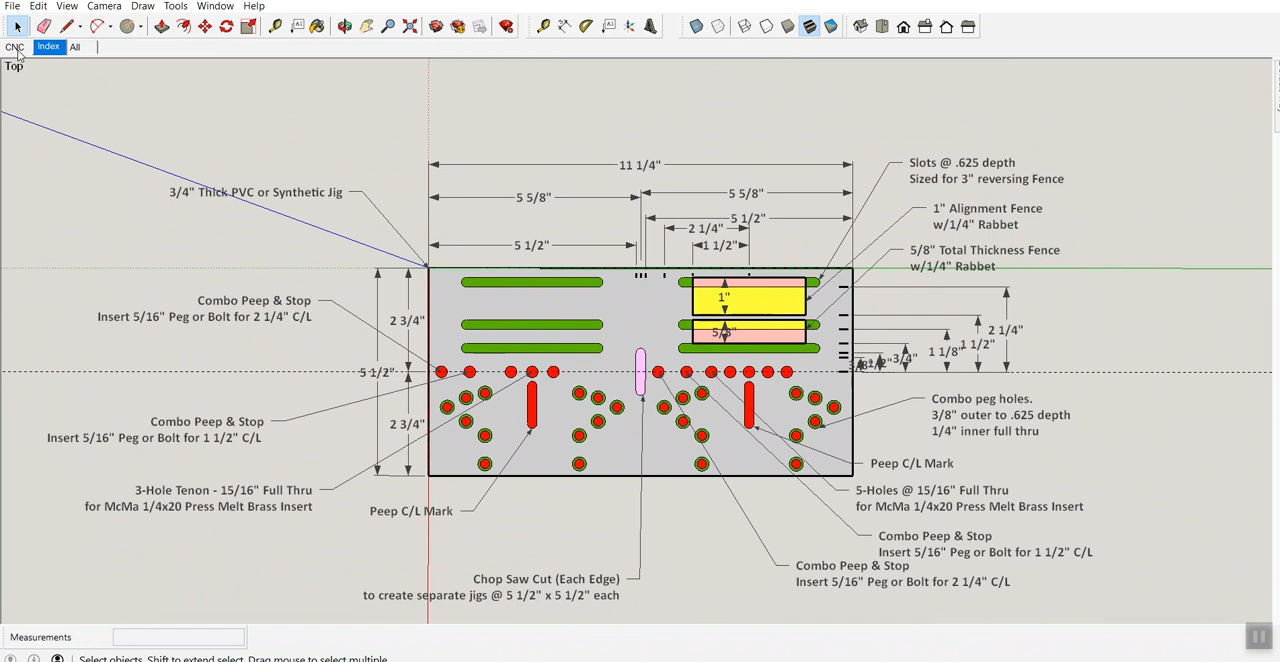 File Edit View Camera Draw Tools Window Help
CNC Index All
Top
11 1/4"
Slots @ .625 depth
Sized for 3" reversing Fence
3/4" Thick PVC or Synthetic Jig
5 5/8"
5 5/8"
1" Alignment Fence
w/1/4" Rabbet
5 1/2"
2 1/4"
5 1/2"
1 1/2"
5/8" Total Thickness Fence
w/1/4" Rabbet
Combo Peep & Stop
Insert 5/16" Peg or Bolt for 2 1/4" C/L
1"
2 3/4"
5/8"
2 1/4"
1 1/2"
1 1/8"
3/4"
1/2"
5 1/2"
Combo peg holes.
3/8" outer to .625 depth
1/4" inner full thru
Combo Peep & Stop
Insert 5/16" Peg or Bolt for 1 1/2" C/L
2 3/4"
Peep C/L Mark
3-Hole Tenon - 15/16" Full Thru
for McMa 1/4x20 Press Melt Brass Insert
Peep C/L Mark
5-Holes @ 15/16" Full Thru
for McMa 1/4x20 Press Melt Brass Insert
Combo Peep & Stop
Insert 5/16" Peg or Bolt for 1 1/2" C/L
Combo Peep & Stop
Insert 5/16" Peg or Bolt for 2 1/4" C/L
Chop Saw Cut (Each Edge)
to create separate jigs @ 5 1/2" x 5 1/2" each
Measurements
Select objects. Shift to extend select. Drag mouse to select multiple.